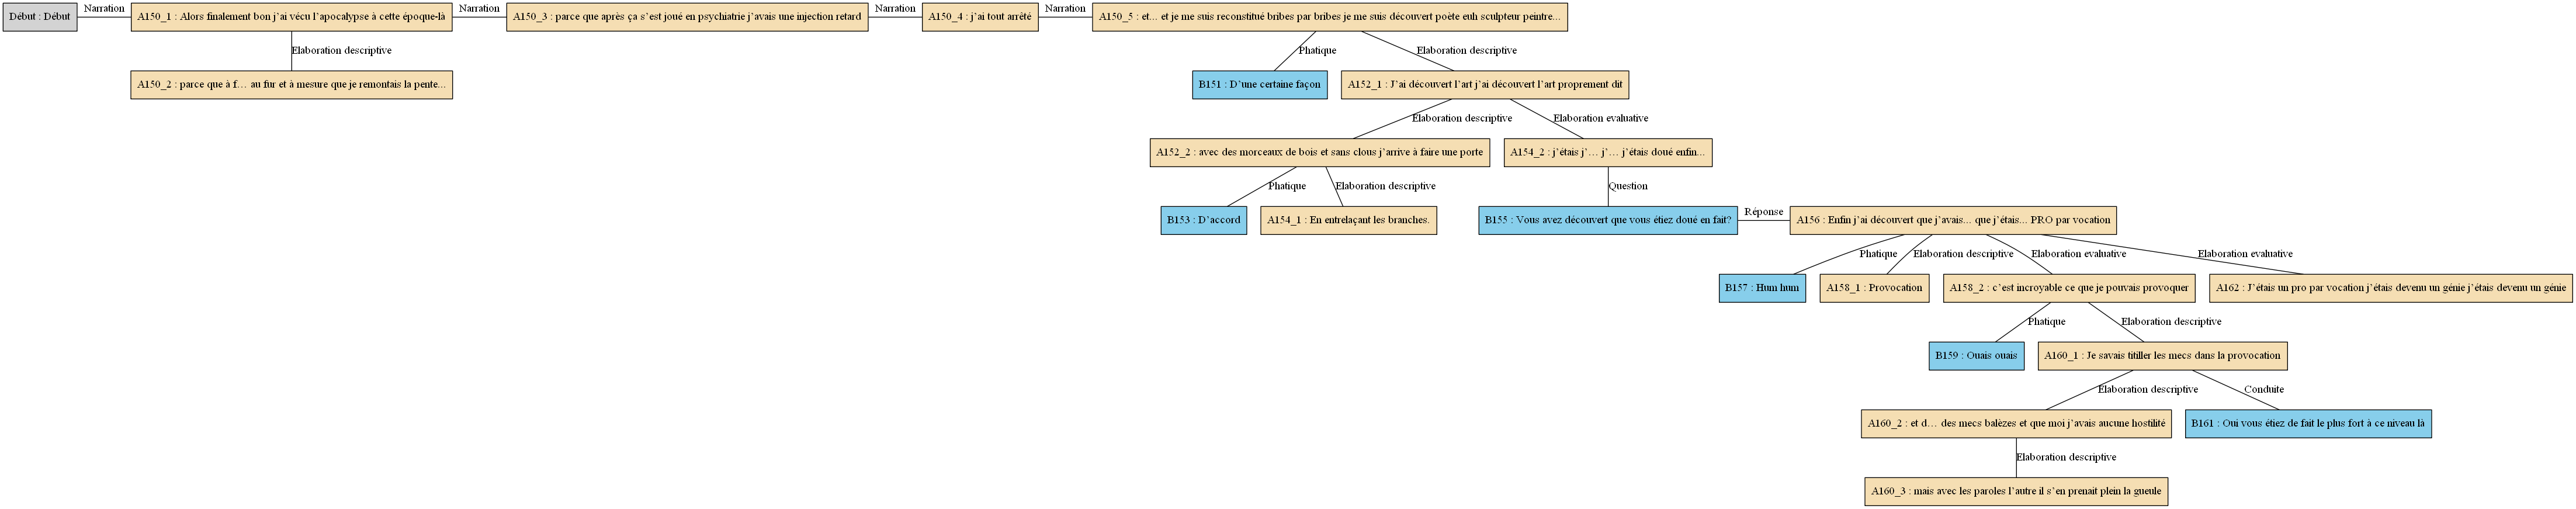 Début : Début
Narration
A150_1 : Alors finalement bon j'ai vécu l'apocalypse à cette époque-là
Narration
A150_3 : parce que après ça s'est joué en psychiatrie j'avais une injection retard
Narration
A150_4 : j'ai tout arrêté
Narration
A150_5 : et... et je me suis reconstitué bribes par bribes je me suis découvert poète euh sculpteur peintre...
Elaboration descriptive
Phatique
Elaboration descriptive
A150_2 : parce que à f… au fur et à mesure que je remontais la pente...
B151 : D'une certaine façon
A152_1 : J'ai découvert l'art j'ai découvert l'art proprement dit
Elaboration descriptive
Elaboration evaluative
A152_2 : avec des morceaux de bois et sans clous j'arrive à faire une porte
A154_2 : j'étais j'… j'… j'étais doué enfin...
Phatique
Elaboration descriptive
Question
B153 : D'accord
A154_1 : En entrelaçant les branches.
B155 : Vous avez découvert que vous étiez doué en fait?
Réponse
A156 : Enfin j'ai découvert que j'avais... que j'étais... PRO par vocation
Phatique
Elaboration descriptive
Elaboration evaluative
Elaboration evaluative
B157 : Hum hum
A158_1 : Provocation
A158_2 : c'est incroyable ce que je pouvais provoquer
A162 : J'étais un pro par vocation j'étais devenu un génie j'étais devenu un génie
Phatique
Elaboration descriptive
B159 : Ouais ouais
A160_1 : Je savais titiller les mecs dans la provocation
Elaboration descriptive
Conduite
A160_2 : et d… des mecs balèzes et que moi j'avais aucune hostilité
B161 : Oui vous étiez de fait le plus fort à ce niveau là
Elaboration descriptive
A160_3 : mais avec les paroles l'autre il s'en prenait plein la gueule